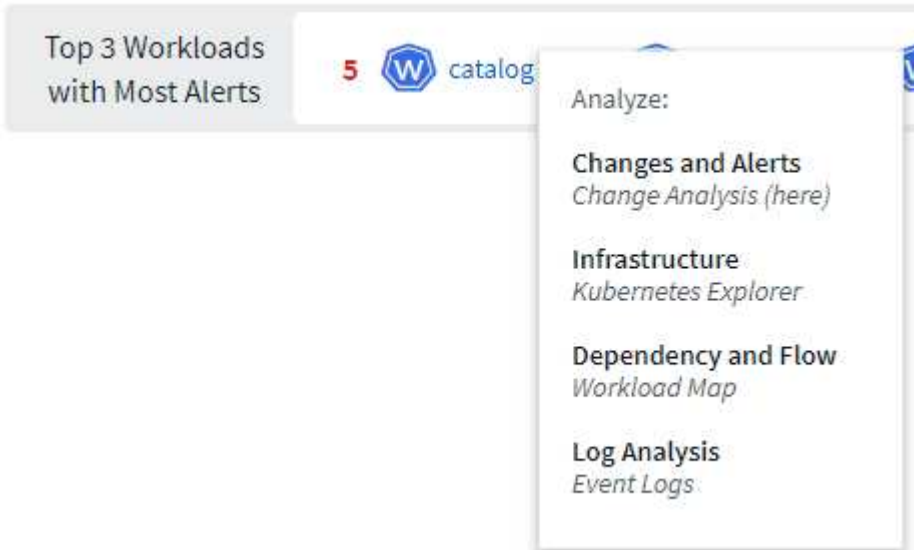 Top 3 Workloads
with Most Alerts
5 W catalog
Analyze:
Changes and Alerts
Change Analysis (here)
Infrastructure
Kubernetes Explorer
Dependency and Flow
Workload Map
Log Analysis
Event Logs